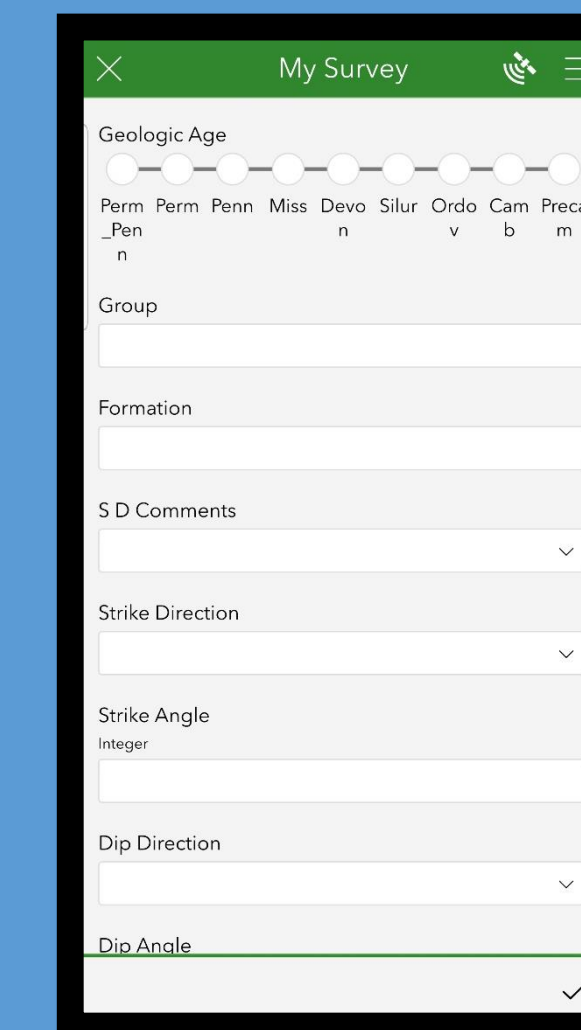 My Survey
Geologic Age
Perm Perm Penn Miss Devo Silur Ordo Cam Preca
_Pen n v b m
n
Group
Formation
S D Comments
Strike Direction
Strike Angle
Integer
Dip Direction
Dip Angle